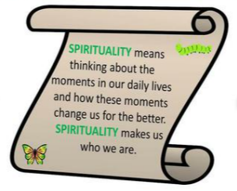 SPIRITUALITY means
thinking about the
moments in our daily lives
and how these moments
change us for the better.
SPIRITUALITY makes us
who we are.